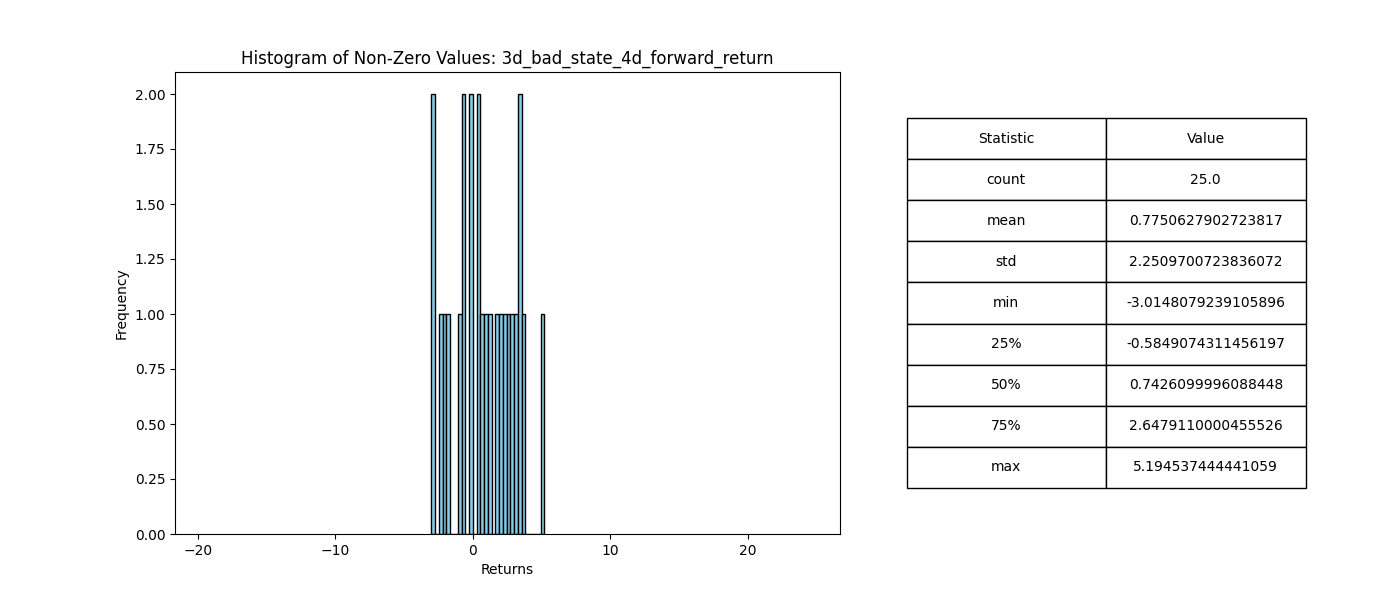 Histogram of Non-Zero Values: 3d_bad_state_4d_forward_return
2.00
1.75
1.50
1.25
1.00
0.75
0.50
0.25
0.00
Frequency
−20
−10
0
10
20
Returns
Statistic Value
count 25.0
mean 0.7750627902723817
std 2.2509700723836072
min -3.0148079239105896
25% -0.5849074311456197
50% 0.7426099996088448
75% 2.6479110000455526
max 5.194537444441059